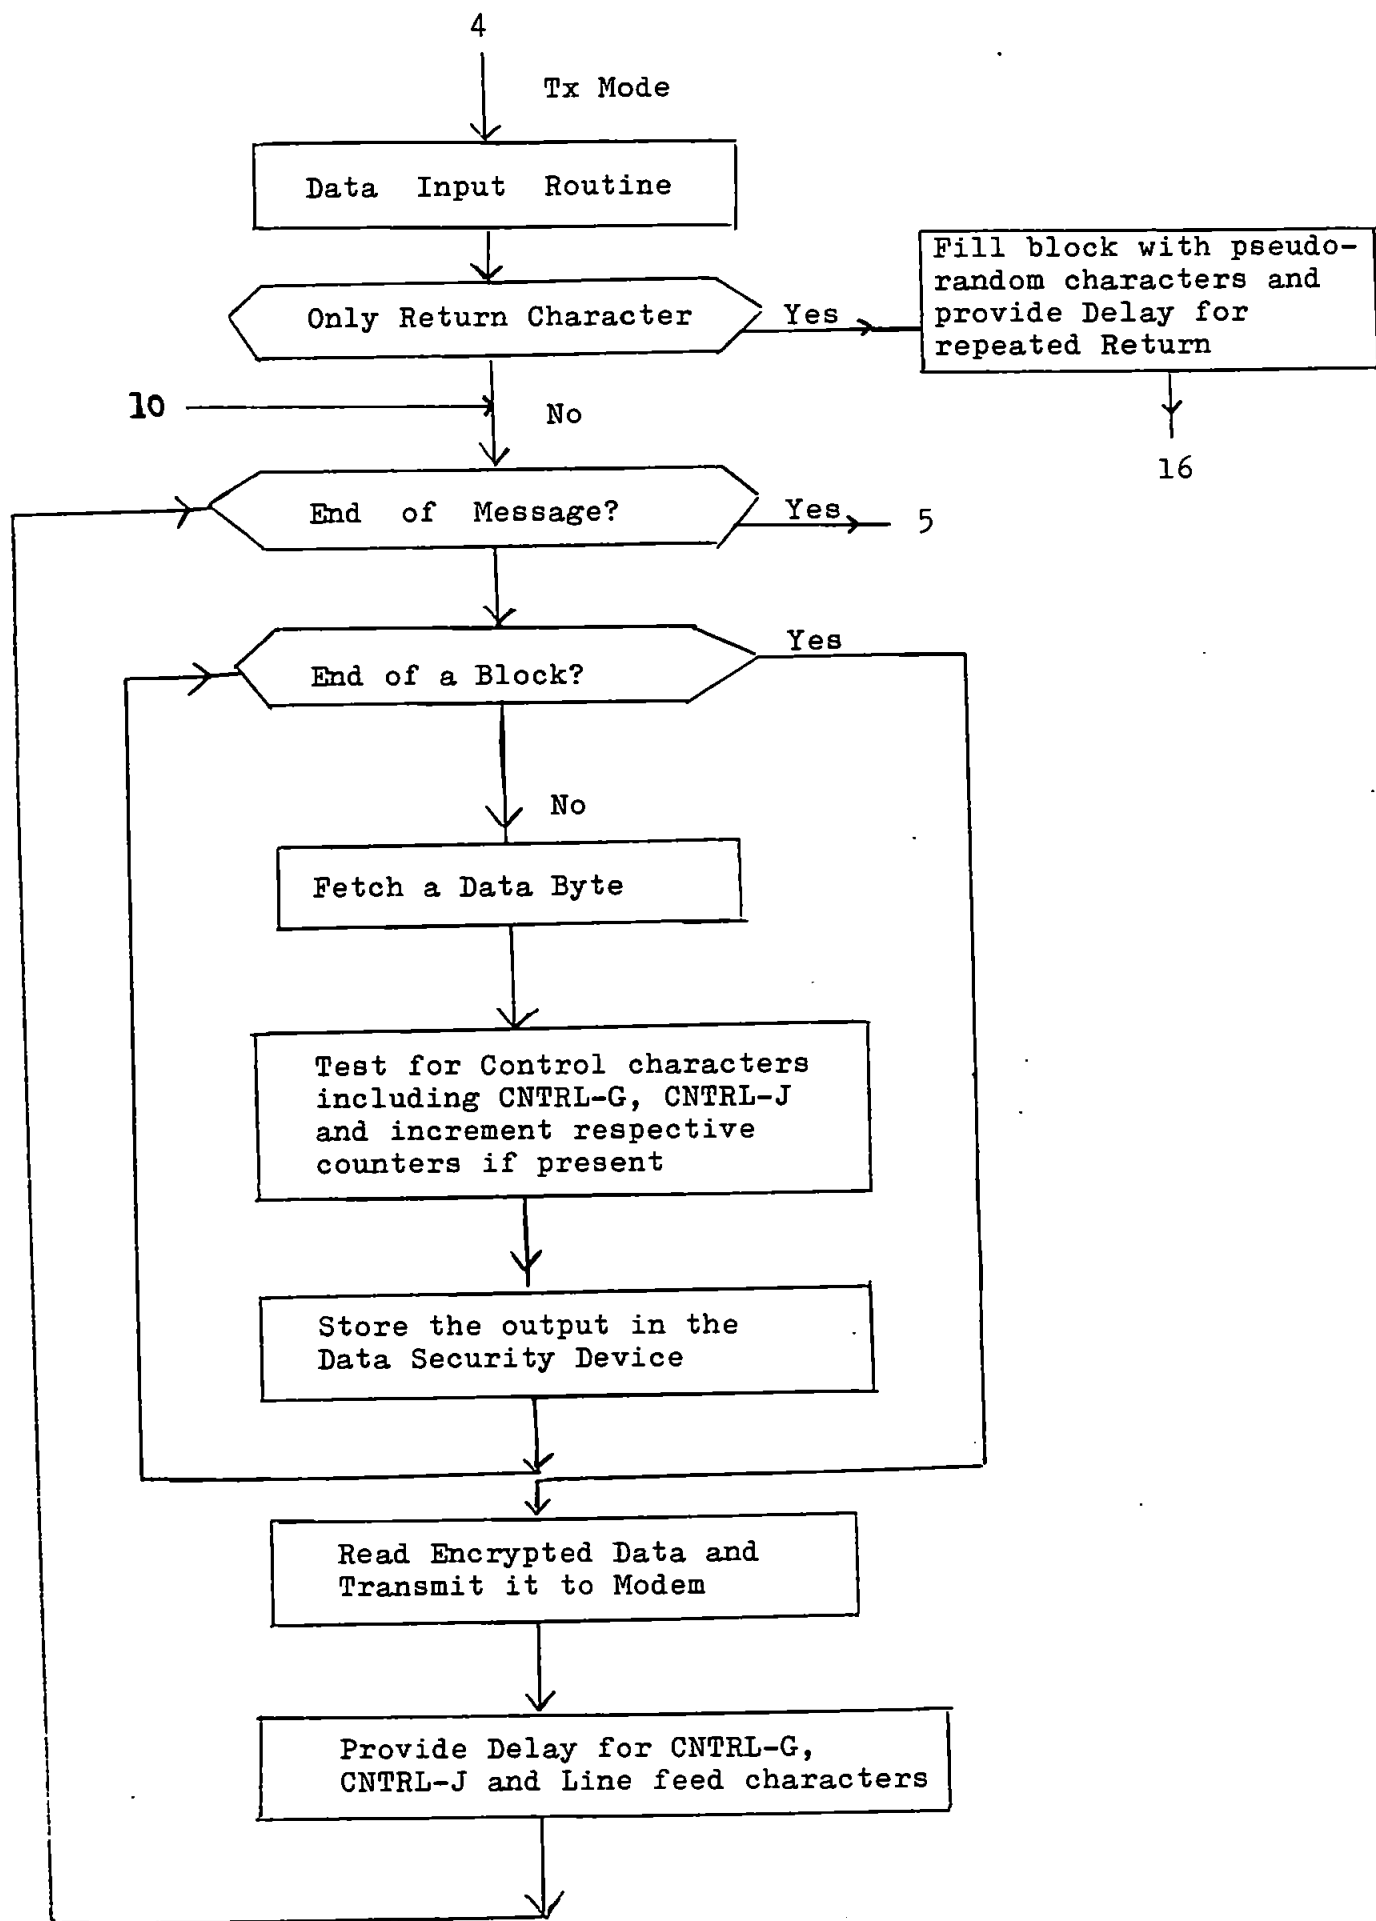 4
Tx Mode
Data Input Routine
Only Return Character
Yes
Fill block with pseudo-
random characters and
provide Delay for
repeated Return
10
No
16
End of Message?
Yes
5
End of a Block?
Yes
No
Fetch a Data Byte
Test for Control characters
including CNTRL-G, CNTRL-J
and increment respective
counters if present
Store the output in the
Data Security Device
Read Encrypted Data and
Transmit it to Modem
Provide Delay for CNTRL-G,
CNTRL-J and Line feed characters